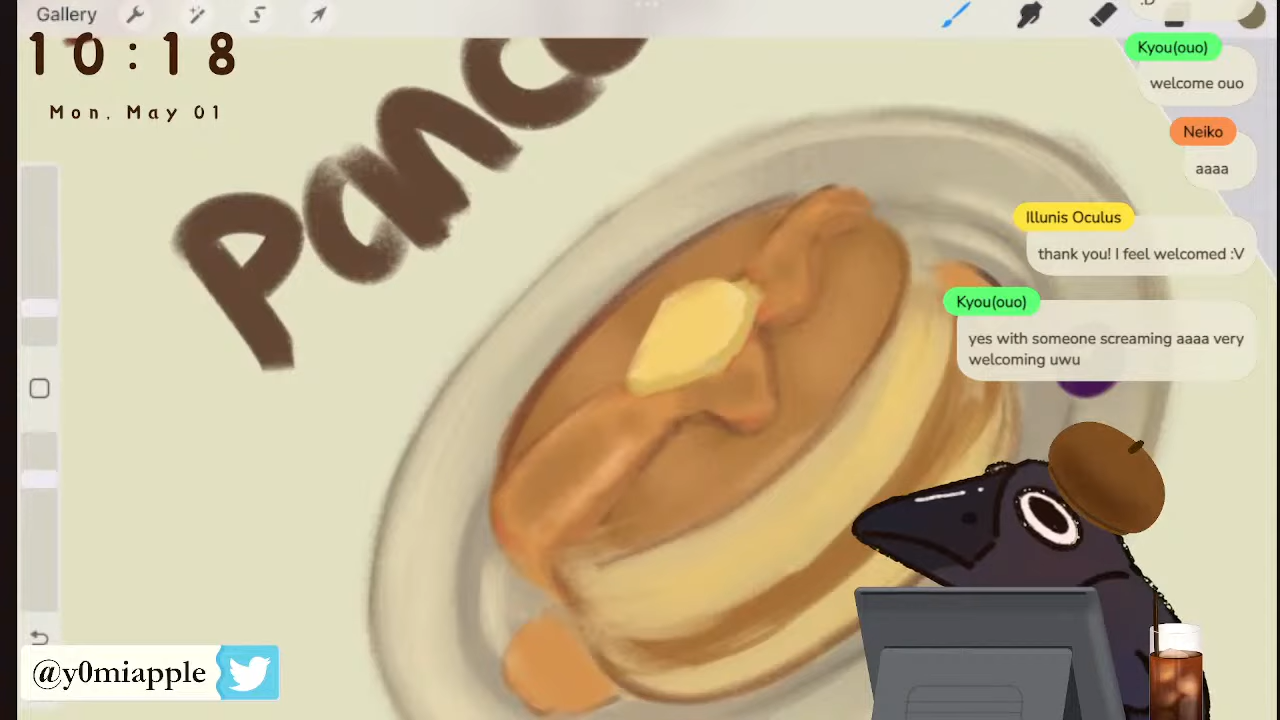 Gallery
10:18
Mon, May 01
Panc
:D
Kyou(ouo)
welcome ouo
Neiko
aaaa
Illunis Oculus
thank you! I feel welcomed :V
Kyou(ouo)
yes with someone screaming aaaa very
welcoming uwu
@y0miapple